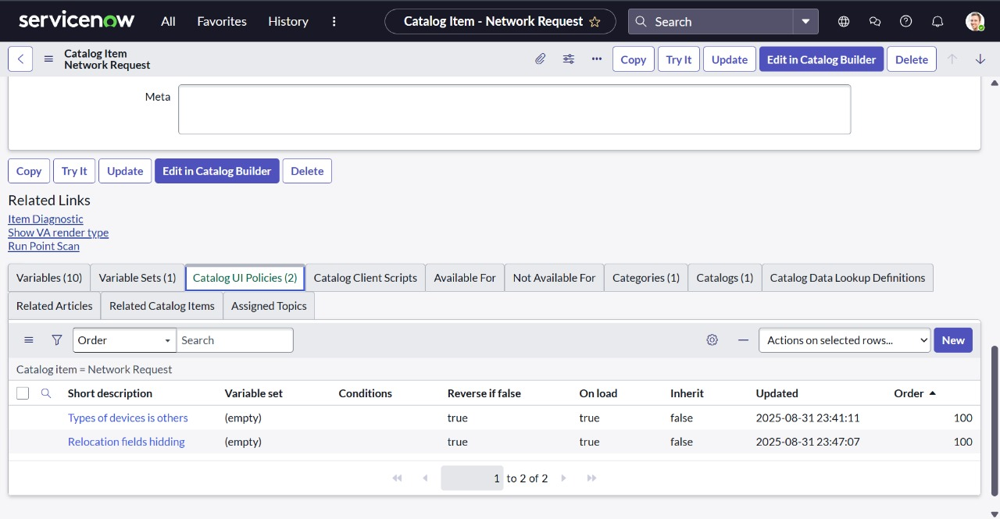 servicenow All Favorites History Catalog Item - Network Request Search
Catalog Item
Network Request
Copy Try It Update Edit in Catalog Builder Delete
Meta
Copy Try It Update Edit in Catalog Builder Delete
Related Links
Item Diagnostic
Show VA render type
Run Point Scan
Variables (10) Variable Sets (1) Catalog UI Policies (2) Catalog Client Scripts Available For Not Available For Categories (1) Catalogs (1) Catalog Data Lookup Definitions
Related Articles Related Catalog Items Assigned Topics
Order Search Actions on selected rows... New
Catalog item = Network Request
Short description Variable set Conditions Reverse if false On load Inherit Updated Order
Types of devices is others (empty) true true false 2025-08-31 23:41:11 100
Relocation fields hidding (empty) true true false 2025-08-31 23:47:07 100
1 to 2 of 2